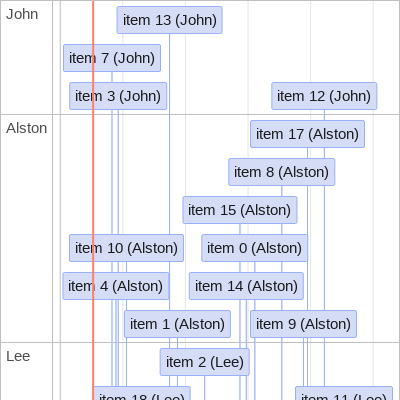 John
item 13 (John)
item 7 (John)
item 3 (John)
item 12 (John)
Alston
item 17 (Alston)
item 8 (Alston)
item 15 (Alston)
item 10 (Alston)
item 0 (Alston)
item 4 (Alston)
item 14 (Alston)
item 1 (Alston)
item 9 (Alston)
Lee
item 2 (Lee)
item 18 (Lee)
item 11 (Lee)